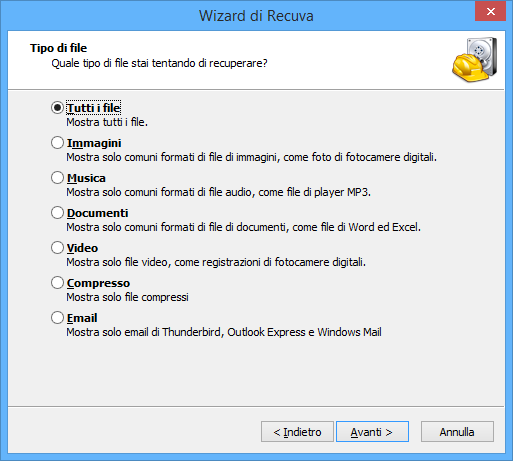 Wizard di Recuva
Tipo di file
Quale tipo di file stai tentando di recuperare?
Tutti i file
Mostra tutti i file.
Immagini
Mostra solo comuni formati di file di immagini, come foto di fotocamere digitali.
Musica
Mostra solo comuni formati di file audio, come file di player MP3.
Documenti
Mostra solo comuni formati di file di documenti, come file di Word ed Excel.
Video
Mostra solo file video, come registrazioni di fotocamere digitali.
Compresso
Mostra solo file compressi
Email
Mostra solo email di Thunderbird, Outlook Express e Windows Mail
< Indietro Avanti > Annulla